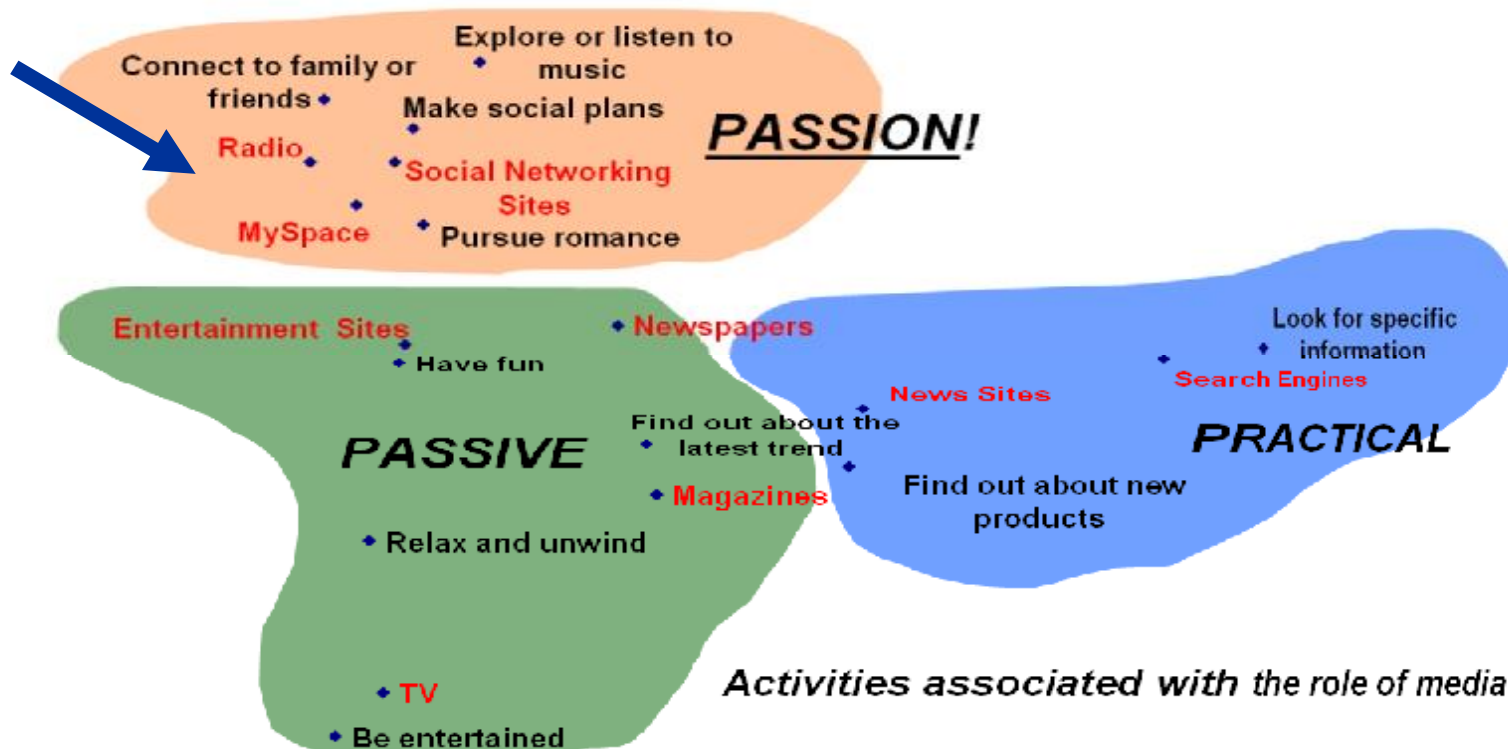 Explore or listen to
music
Connect to family or
friends
Make social plans
PASSION!
Radio
Social Networking
Sites
MySpace
Pursue romance
Entertainment Sites
Have fun
Newspapers
Look for specific
information
Search Engines
News Sites
Find out about the
latest trend
PASSIVE
PRACTICAL
Magazines
Find out about new
products
Relax and unwind
TV
Activities associated with the role of media
Be entertained